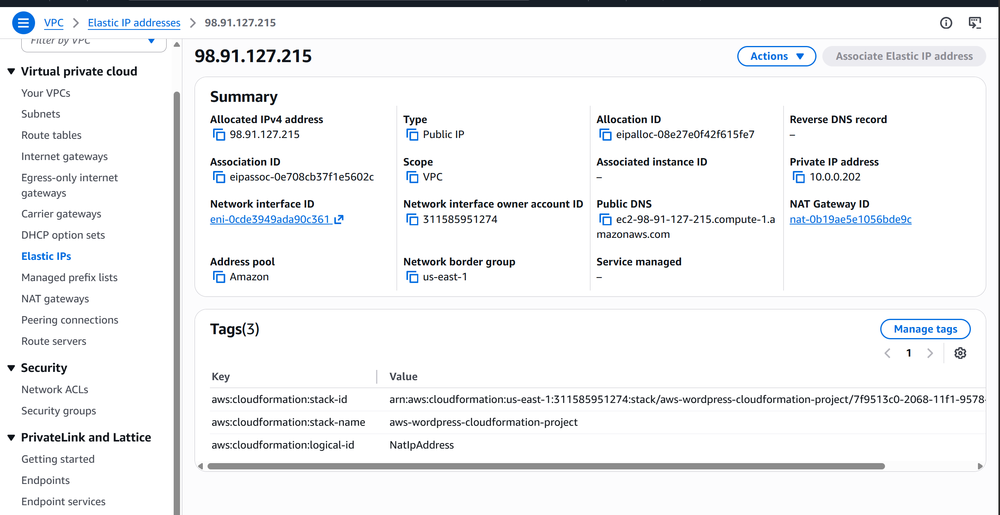 VPC > Elastic IP addresses > 98.91.127.215
Filter by VPC
Virtual private cloud
Your VPCs
Subnets
Route tables
Internet gateways
Egress-only internet
gateways
Carrier gateways
DHCP option sets
Elastic IPs
Managed prefix lists
NAT gateways
Peering connections
Route servers
Security
Network ACLs
Security groups
PrivateLink and Lattice
Getting started
Endpoints
Endpoint services
98.91.127.215
Actions
Associate Elastic IP address
Summary
Allocated IPv4 address
98.91.127.215
Type
Public IP
Allocation ID
eipalloc-08e27e0f42f615fe7
Reverse DNS record
–
Association ID
eipassoc-0e708cb37f1e5602c
Scope
VPC
Associated instance ID
–
Private IP address
10.0.0.202
Network interface ID
eni-0cde3949ada90c361
Network interface owner account ID
311585951274
Public DNS
ec2-98-91-127-215.compute-1.a
mazonaws.com
NAT Gateway ID
nat-0b19ae5e1056bde9c
Address pool
Amazon
Network border group
us-east-1
Service managed
–
Tags(3)
Manage tags
1
Key Value
aws:cloudformation:stack-id arn:aws:cloudformation:us-east-1:311585951274:stack/aws-wordpress-cloudformation-project/7f9513c0-2068-11f1-9578-
aws:cloudformation:stack-name aws-wordpress-cloudformation-project
aws:cloudformation:logical-id NatIpAddress